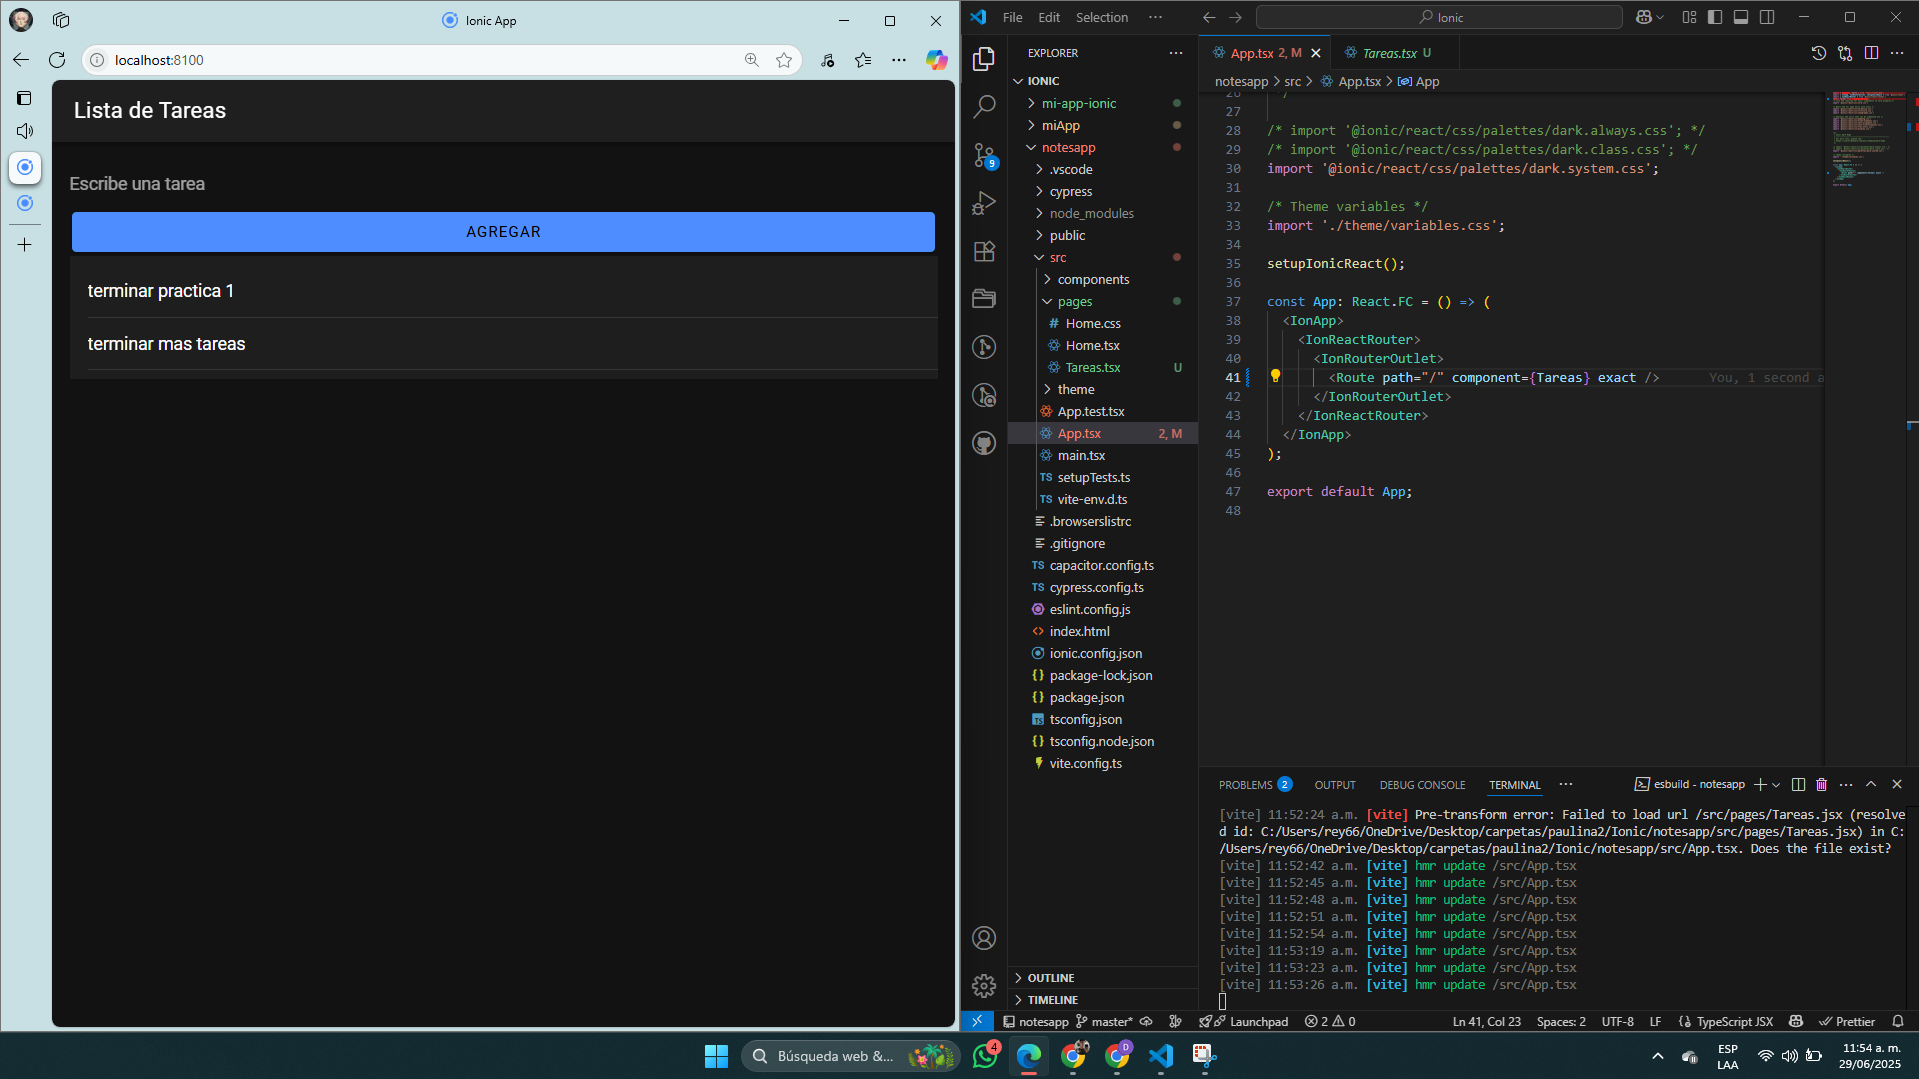 Ionic App
localhost:8100
Lista de Tareas
Escribe una tarea
AGREGAR
terminar practica 1
terminar mas tareas
File Edit Selection ···
Ionic
EXPLORER
IONIC
mi-app-ionic
miApp
notesapp
.vscode
cypress
node_modules
public
src
components
pages
# Home.css
Home.tsx
Tareas.tsx U
theme
App.test.tsx
App.tsx 2, M
main.tsx
TS setupTests.ts
TS vite-env.d.ts
.browserslistrc
.gitignore
TS capacitor.config.ts
TS cypress.config.ts
eslint.config.js
<> index.html
ionic.config.json
{} package-lock.json
{} package.json
TS tsconfig.json
{} tsconfig.node.json
vite.config.ts
OUTLINE
TIMELINE
9
App.tsx 2, M
Tareas.tsx U
notesapp > src > App.tsx > App
26 */
27
28 /* import '@ionic/react/css/palettes/dark.always.css'; */
29 /* import '@ionic/react/css/palettes/dark.class.css'; */
30 import '@ionic/react/css/palettes/dark.system.css';
31
32 /* Theme variables */
33 import './theme/variables.css';
34
35 setupIonicReact();
36
37 const App: React.FC = () => (
38 <IonApp>
39 <IonReactRouter>
40 <IonRouterOutlet>
41 <Route path="/" component={Tareas} exact /> You, 1 second a
42 </IonRouterOutlet>
43 </IonReactRouter>
44 </IonApp>
45 );
46
47 export default App;
48
PROBLEMS 2 OUTPUT DEBUG CONSOLE TERMINAL ··· esbuild - notesapp
[vite] 11:52:24 a.m. [vite] Pre-transform error: Failed to load url /src/pages/Tareas.jsx (resolve
d id: C:/Users/rey66/OneDrive/Desktop/carpetas/paulina2/Ionic/notesapp/src/pages/Tareas.jsx) in C:
/Users/rey66/OneDrive/Desktop/carpetas/paulina2/Ionic/notesapp/src/App.tsx. Does the file exist?
[vite] 11:52:42 a.m. [vite] hmr update /src/App.tsx
[vite] 11:52:45 a.m. [vite] hmr update /src/App.tsx
[vite] 11:52:48 a.m. [vite] hmr update /src/App.tsx
[vite] 11:52:51 a.m. [vite] hmr update /src/App.tsx
[vite] 11:52:54 a.m. [vite] hmr update /src/App.tsx
[vite] 11:53:19 a.m. [vite] hmr update /src/App.tsx
[vite] 11:53:23 a.m. [vite] hmr update /src/App.tsx
[vite] 11:53:26 a.m. [vite] hmr update /src/App.tsx
notesapp master* Launchpad 2 0 Ln 41, Col 23 Spaces: 2 UTF-8 LF {} TypeScript JSX Prettier
Búsqueda web &...
4
D
ESP
LAA
11:54 a. m.
29/06/2025